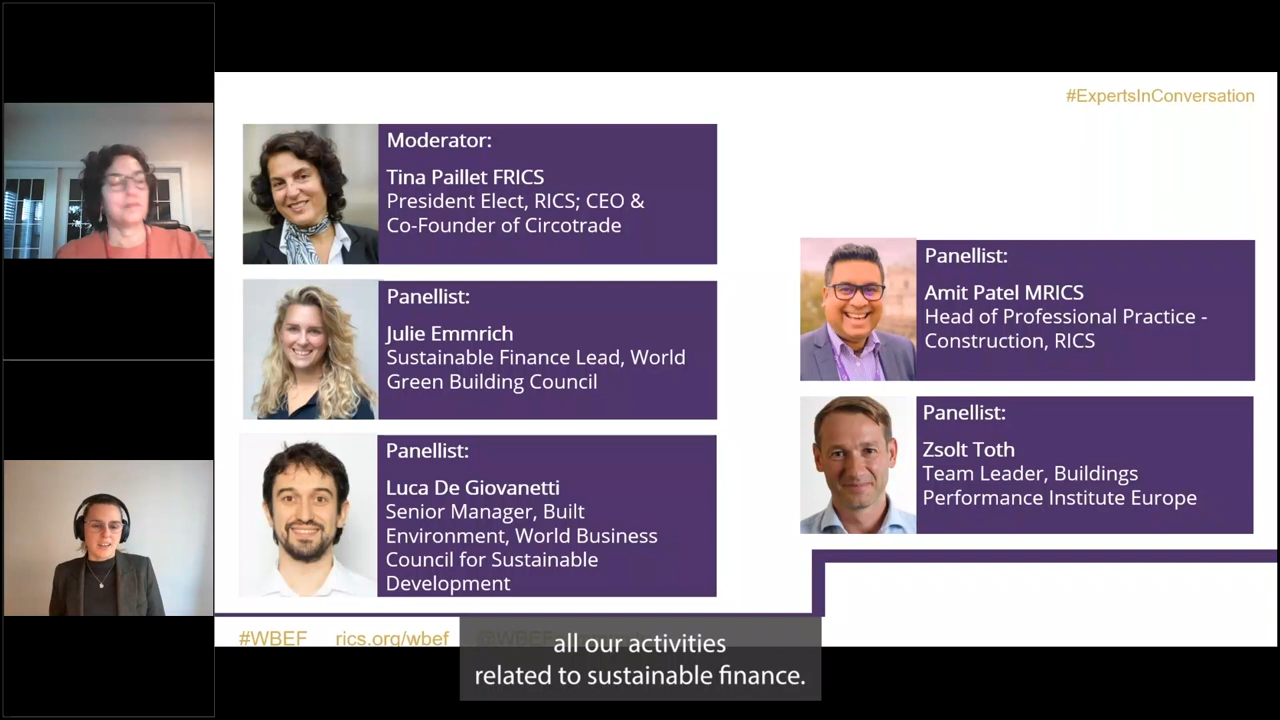 #ExpertsInConversation
Moderator:
Tina Paillet FRICS
President Elect, RICS; CEO &
Co-Founder of Circotrade
Panellist:
Julie Emmrich
Sustainable Finance Lead, World
Green Building Council
Panellist:
Luca De Giovanetti
Senior Manager, Built
Environment, World Business
Council for Sustainable
Development
Panellist:
Amit Patel MRICS
Head of Professional Practice -
Construction, RICS
Panellist:
Zsolt Toth
Team Leader, Buildings
Performance Institute Europe
#WBEF rics.org/wbef
all our activities
related to sustainable finance.